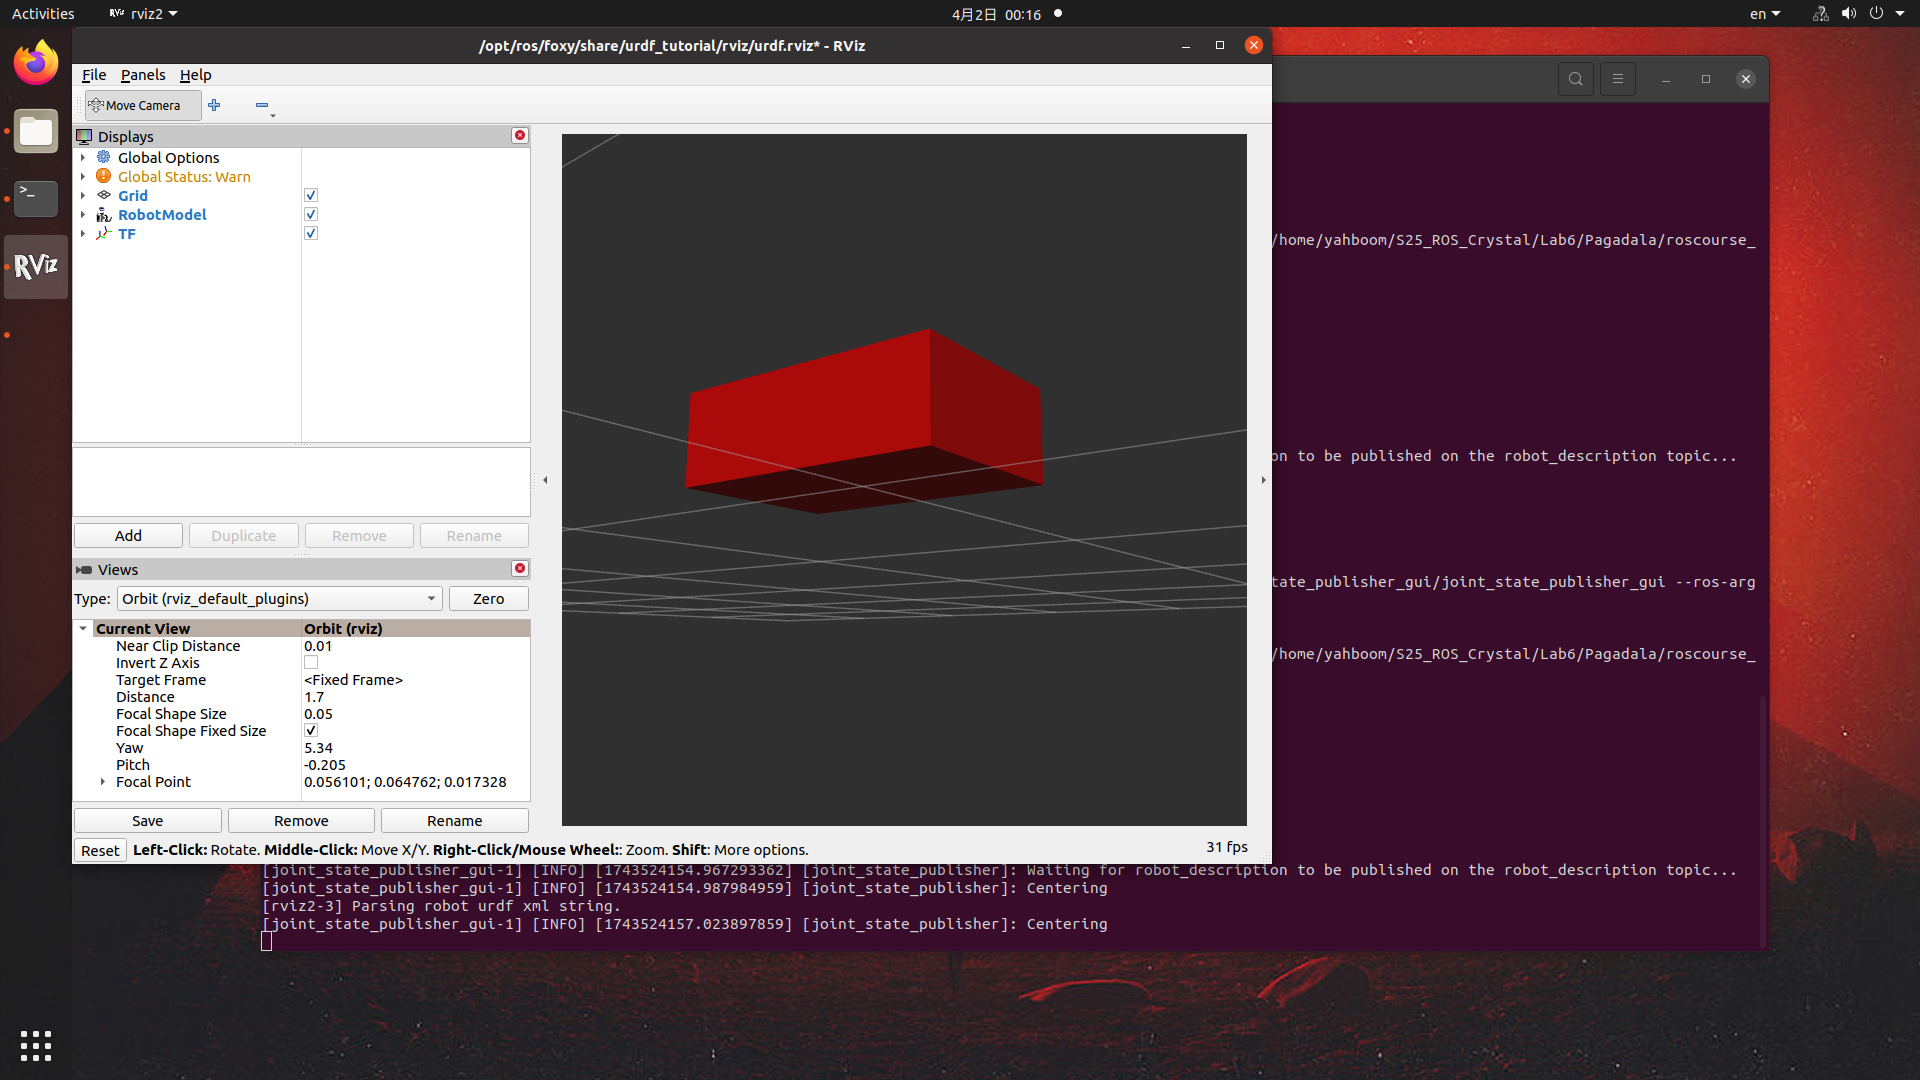 Activities
RViz rviz2
4月2日 00:16
en
/opt/ros/foxy/share/urdf_tutorial/rviz/urdf.rviz* - RViz
File Panels Help
Move Camera
Displays
Global Options
Global Status: Warn
Grid
RobotModel
TF
RViz
>_
Add Duplicate Remove Rename
Views
Type: Orbit (rviz_default_plugins) Zero
Current View Orbit (rviz)
Near Clip Distance 0.01
Invert Z Axis
Target Frame <Fixed Frame>
Distance 1.7
Focal Shape Size 0.05
Focal Shape Fixed Size
Yaw 5.34
Pitch -0.205
Focal Point 0.056101; 0.064762; 0.017328
Save Remove Rename
Reset Left-Click: Rotate. Middle-Click: Move X/Y. Right-Click/Mouse Wheel:: Zoom. Shift: More options.
31 fps
/home/yahboom/S25_ROS_Crystal/Lab6/Pagadala/roscourse_
on to be published on the robot_description topic...
tate_publisher_gui/joint_state_publisher_gui --ros-arg
/home/yahboom/S25_ROS_Crystal/Lab6/Pagadala/roscourse_
[joint_state_publisher_gui-1] [INFO] [1743524154.967293362] [joint_state_publisher]: Waiting for robot_description to be published on the robot_description topic...
[joint_state_publisher_gui-1] [INFO] [1743524154.987984959] [joint_state_publisher]: Centering
[rviz2-3] Parsing robot urdf xml string.
[joint_state_publisher_gui-1] [INFO] [1743524157.023897859] [joint_state_publisher]: Centering